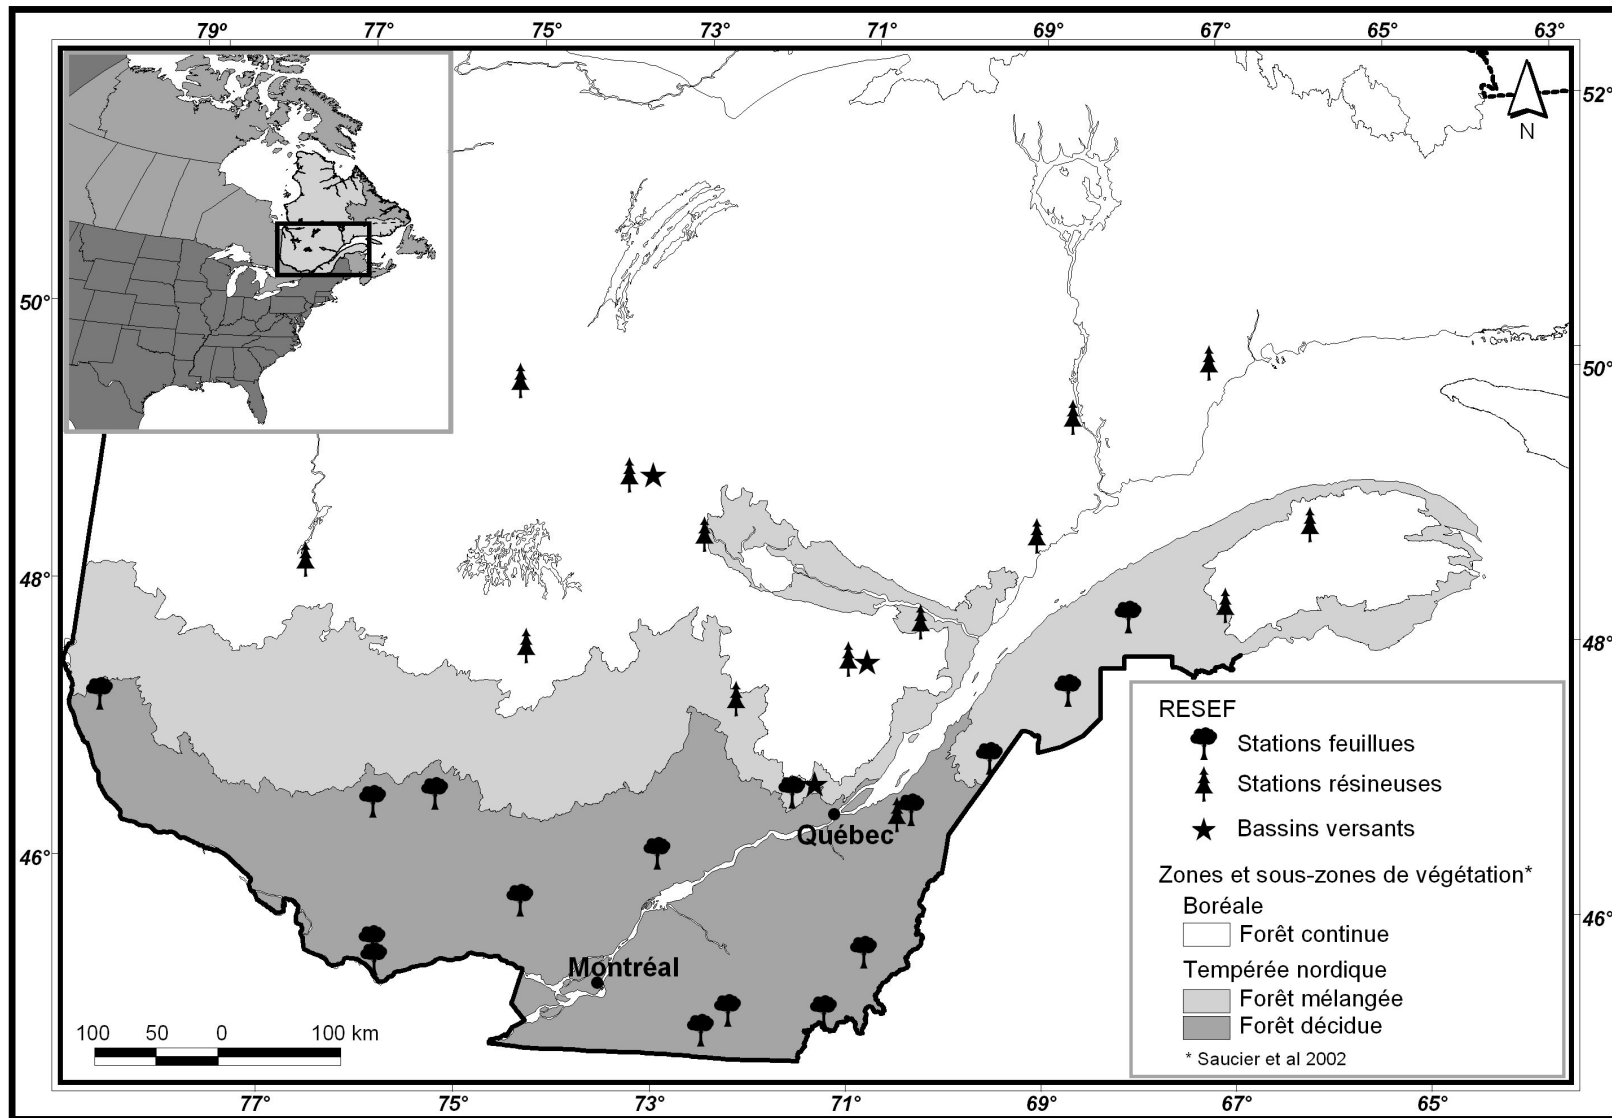 79° 77° 75° 73° 71° 69° 67° 65° 63°
52°
N
50°
50°
48°
48°
RESEF
Stations feuillues
Stations résineuses
Bassins versants
Québec
46°
Zones et sous-zones de végétation*
Boréale
Forêt continue
46°
Tempérée nordique
Montréal
Forêt mélangée
Forêt décidue
100 50 0 100 km
* Saucier et al 2002
77° 75° 73° 71° 69° 67° 65°